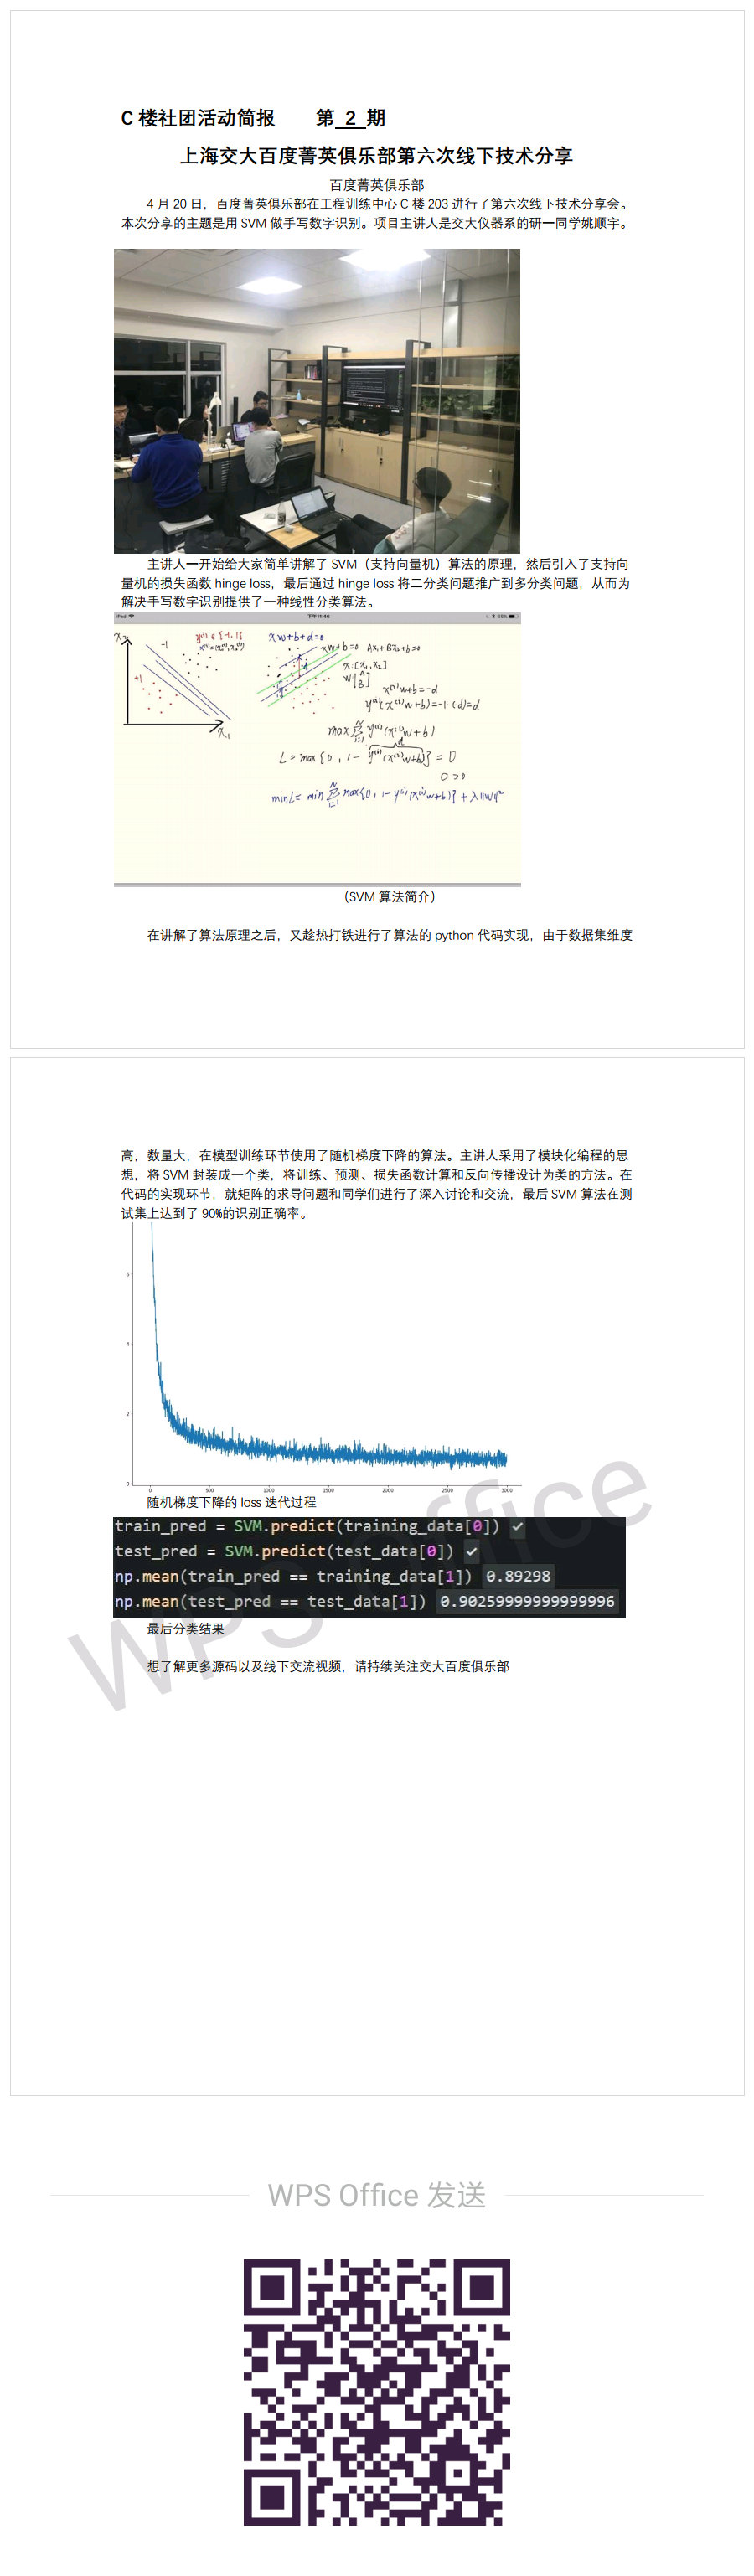 C 楼社团活动简报 第 2 期
上海交大百度菁英俱乐部第六次线下技术分享
百度菁英俱乐部
4 月 20 日，百度菁英俱乐部在工程训练中心 C 楼 203 进行了第六次线下技术分享会。
本次分享的主题是用 SVM 做手写数字识别。项目主讲人是交大仪器系的研一同学姚顺宇。
主讲人一开始给大家简单讲解了 SVM（支持向量机）算法的原理，然后引入了支持向
量机的损失函数 hinge loss，最后通过 hinge loss 将二分类问题推广到多分类问题，从而为
解决手写数字识别提供了一种线性分类算法。
iPad
下午11:40
x₂
-1
y⁽ⁱ⁾ ∈ {-1, 1}
+1
x₁
xw+b+d=0
xw+b=0 Ax₁+Bx₂+b=0
x: [x₁, x₂]
w: [A B]
x⁽ⁱ⁾w+b=-d
y⁽ⁱ⁾(x⁽ⁱ⁾w+b)=-1·(-d)=d
max Σ y⁽ⁱ⁾(x⁽ⁱ⁾w+b)
d
L = max{0, 1- y⁽ⁱ⁾(x⁽ⁱ⁾w+b)} = 0
min L = min Σ max{0, 1-y⁽ⁱ⁾(x⁽ⁱ⁾w+b)} + λ||w||²
（SVM 算法简介）
在讲解了算法原理之后，又趁热打铁进行了算法的 python 代码实现，由于数据集维度
高，数量大，在模型训练环节使用了随机梯度下降的算法。主讲人采用了模块化编程的思
想，将 SVM 封装成一个类，将训练、预测、损失函数计算和反向传播设计为类的方法。在
代码的实现环节，就矩阵的求导问题和同学们进行了深入讨论和交流，最后 SVM 算法在测
试集上达到了 90%的识别正确率。
6
4
2
0
0 500 1000 1500 2000 2500 3000
随机梯度下降的 loss 迭代过程
train_pred = SVM.predict(training_data[0]) ✓
test_pred = SVM.predict(test_data[0]) ✓
np.mean(train_pred == training_data[1]) 0.89298
np.mean(test_pred == test_data[1]) 0.90259999999999996
最后分类结果
想了解更多源码以及线下交流视频，请持续关注交大百度俱乐部
WPS Office
WPS Office 发送